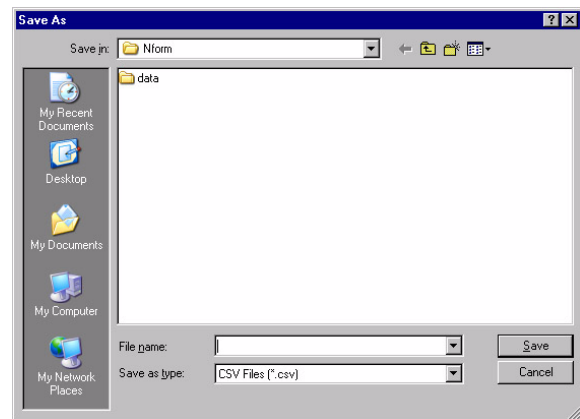 Save As
Save in: Nform
data
My Recent
Documents
Desktop
My Documents
My Computer
My Network
Places
File name:
Save
Save as type: CSV Files (*.csv)
Cancel